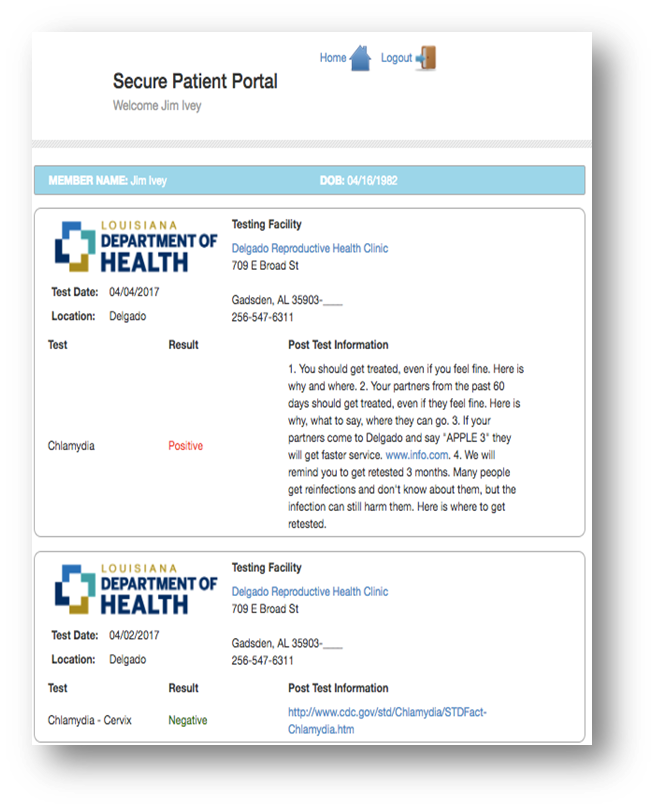 Home Logout
Secure Patient Portal
Welcome Jim Ivey
MEMBER NAME: Jim Ivey DOB: 04/16/1982
LOUISIANA
DEPARTMENT OF
HEALTH
Testing Facility
Delgado Reproductive Health Clinic
709 E Broad St
Gadsden, AL 35903-____
256-547-6311
Test Date: 04/04/2017
Location: Delgado
Test Result Post Test Information
Chlamydia Positive
1. You should get treated, even if you feel fine. Here is
why and where. 2. Your partners from the past 60
days should get treated, even if they feel fine. Here is
why, what to say, where they can go. 3. If your
partners come to Delgado and say "APPLE 3" they
will get faster service. www.info.com. 4. We will
remind you to get retested 3 months. Many people
get reinfections and don't know about them, but the
infection can still harm them. Here is where to get
retested.
LOUISIANA
DEPARTMENT OF
HEALTH
Testing Facility
Delgado Reproductive Health Clinic
709 E Broad St
Gadsden, AL 35903-____
256-547-6311
Test Date: 04/02/2017
Location: Delgado
Test Result Post Test Information
Chlamydia - Cervix Negative
http://www.cdc.gov/std/Chlamydia/STDFact-
Chlamydia.htm